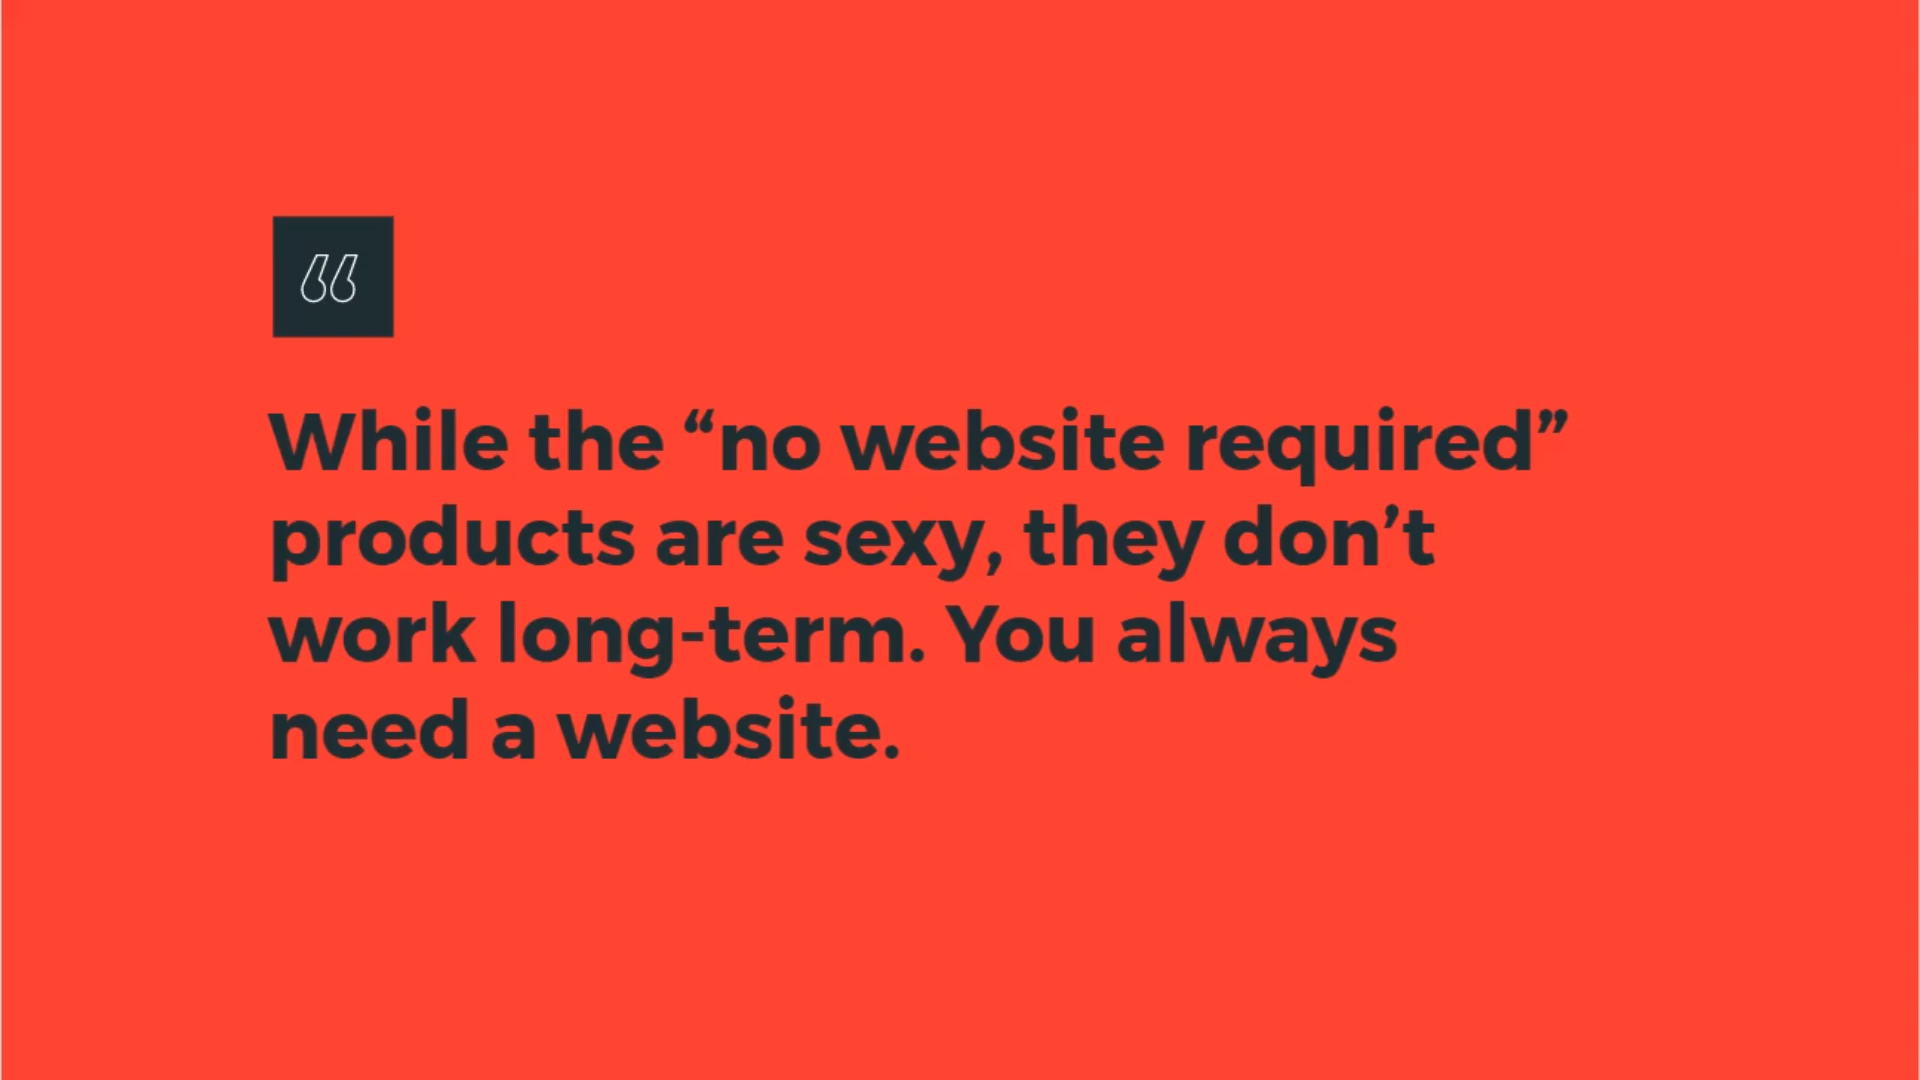 “
While the “no website required”
products are sexy, they don’t
work long-term. You always
need a website.